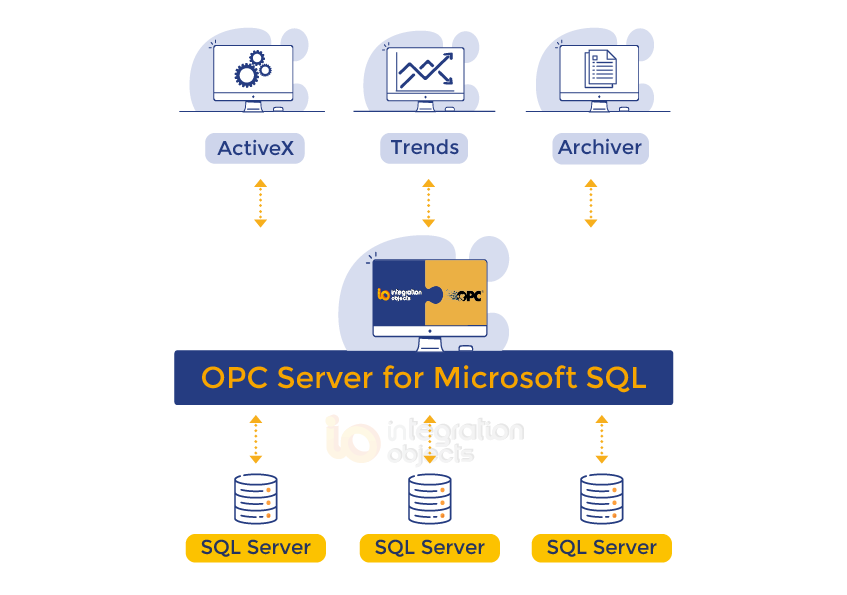 ActiveX
Trends
Archiver
integration
objects
OPC
OPC Server for Microsoft SQL
integration
objects
SQL Server
SQL Server
SQL Server